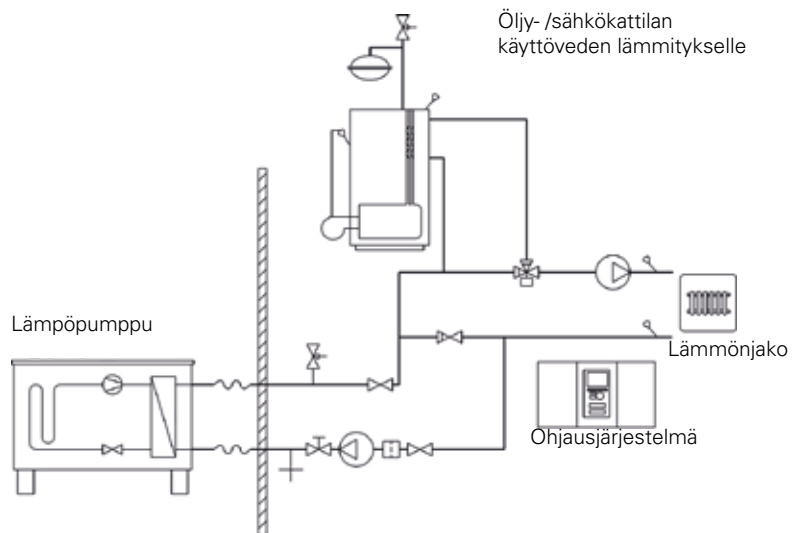 Öljy- /sähkökattilan
käyttöveden lämmitykselle
Lämpöpumppu
Lämmönjako
Ohjausjärjestelmä